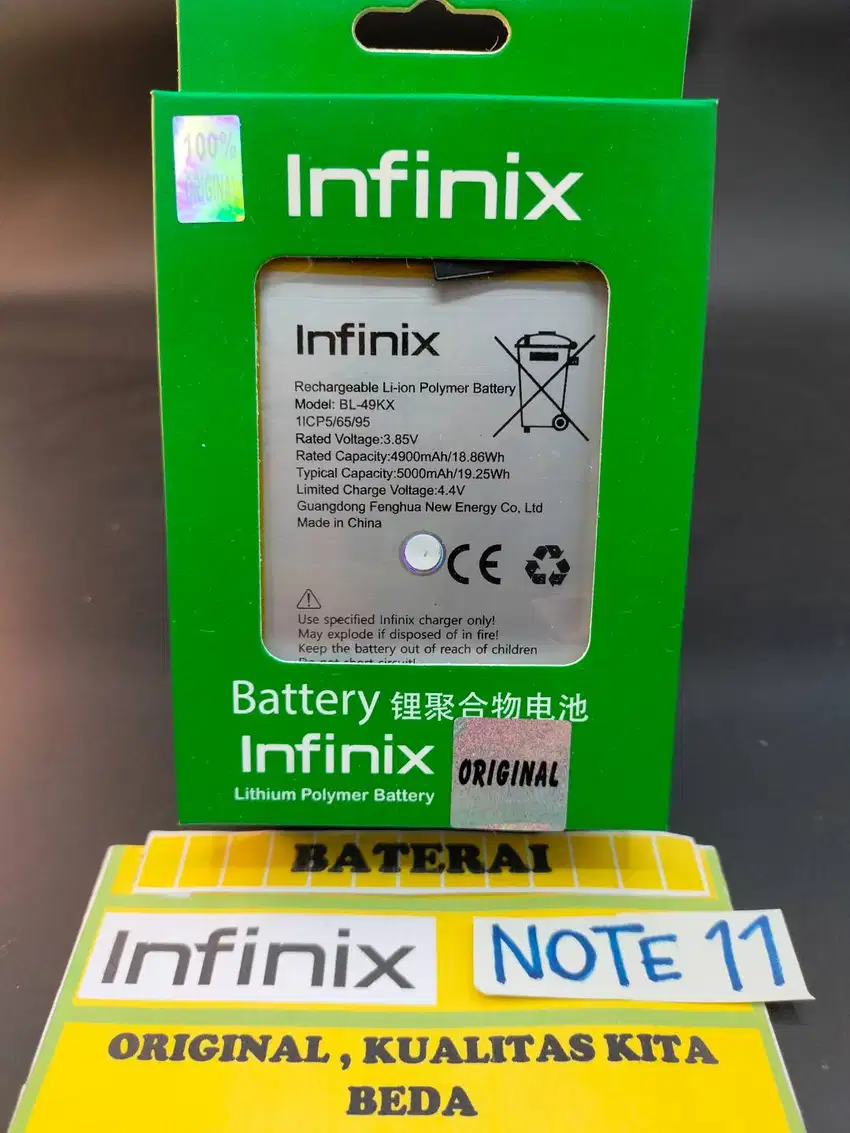 100%
ORIGINAL
Infinix
Infinix
Rechargeable Li-ion Polymer Battery
Model: BL-49KX
1ICP5/65/95
Rated Voltage:3.85V
Rated Capacity:4900mAh/18.86Wh
Typical Capacity:5000mAh/19.25Wh
Limited Charge Voltage:4.4V
Guangdong Fenghua New Energy Co, Ltd
Made in China
CE
Use specified Infinix charger only!
May explode if disposed of in fire!
Keep the battery out of reach of children
Do not short circuit!
Battery 锂聚合物电池
Infinix
Lithium Polymer Battery
ORIGINAL
BATERAI
Infinix NOTE 11
ORIGINAL , KUALITAS KITA
BEDA